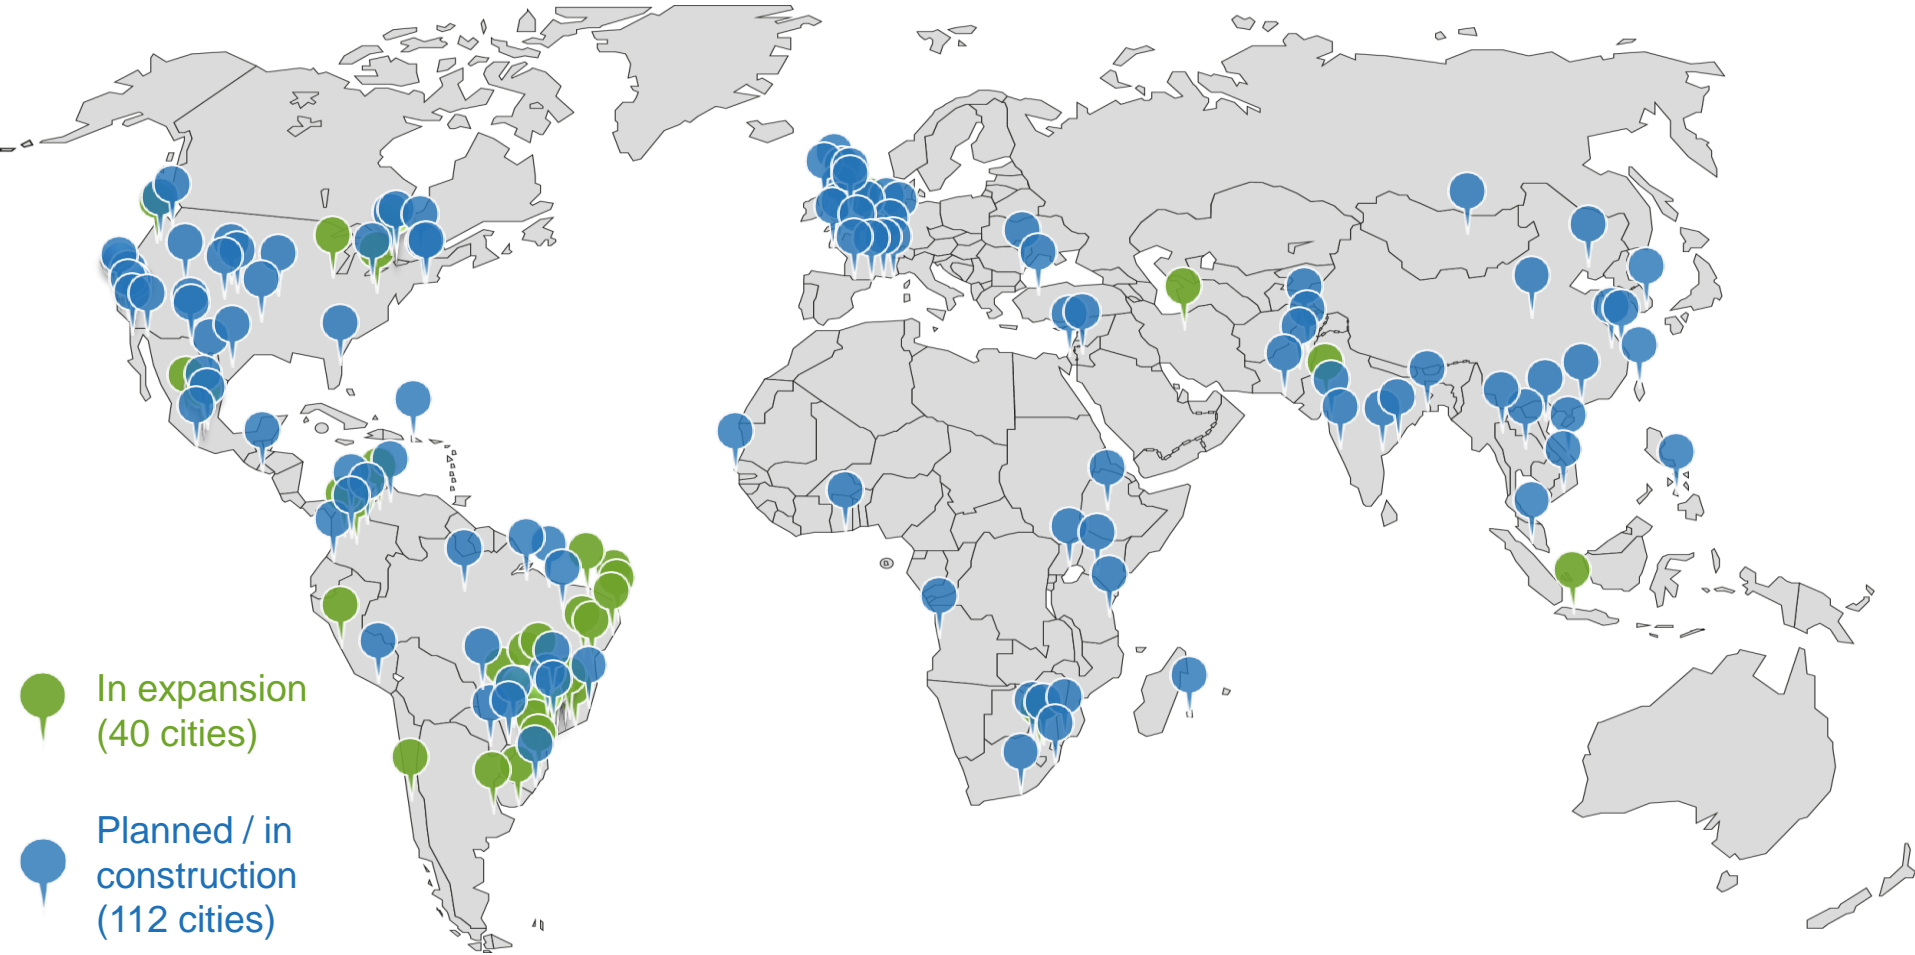 In expansion
(40 cities)
Planned / in
construction
(112 cities)